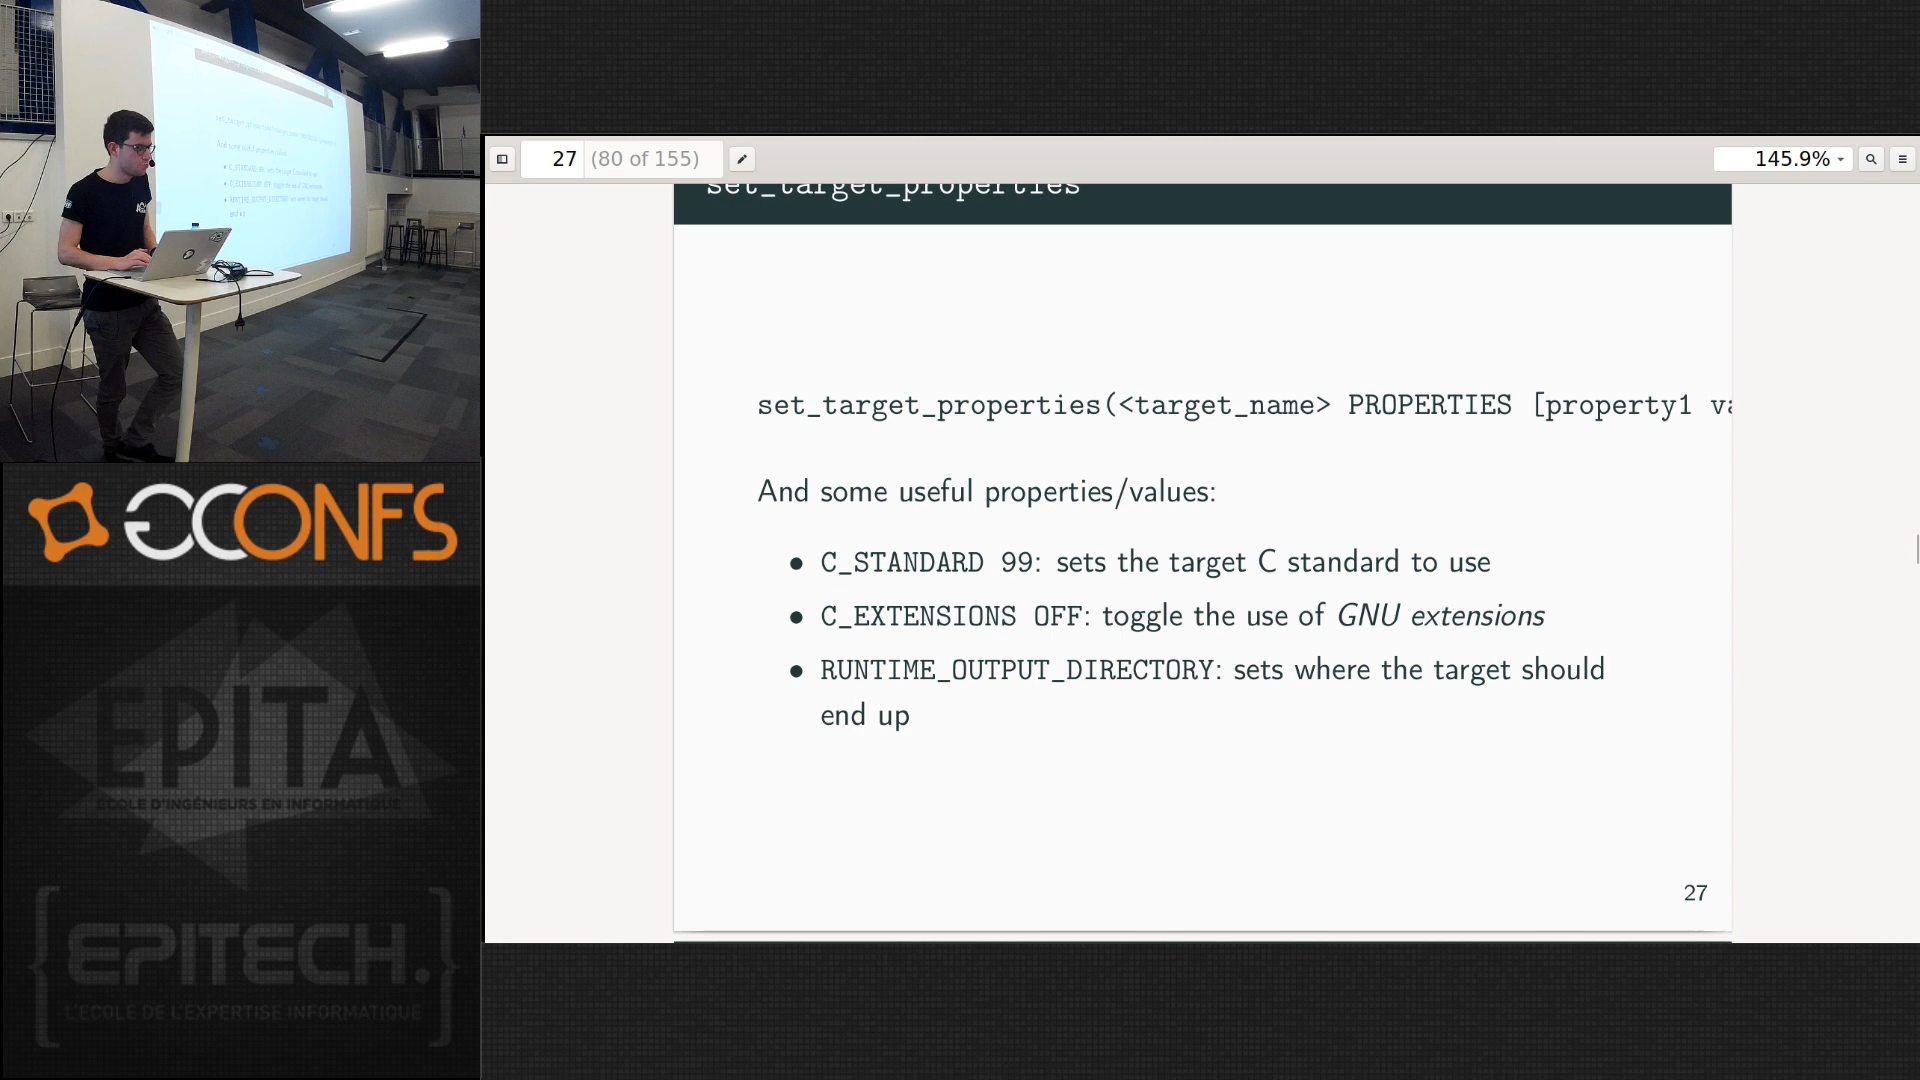 27 (80 of 155)
145.9%
set_target_properties
set_target_properties(<target_name> PROPERTIES [property1 va
And some useful properties/values:
• C_STANDARD 99: sets the target C standard to use
• C_EXTENSIONS OFF: toggle the use of GNU extensions
• RUNTIME_OUTPUT_DIRECTORY: sets where the target should
end up
27
CONFS
EPITA
ÉCOLE D'INGÉNIEURS EN INFORMATIQUE
{EPITECH.}
L'ECOLE DE L'EXPERTISE INFORMATIQUE